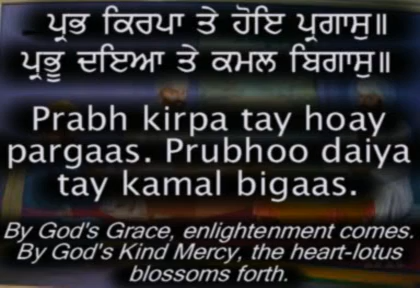 ਪ੍ਰਭ ਕਿਰਪਾ ਤੇ ਹੋਇ ਪ੍ਰਗਾਸੁ॥
ਪ੍ਰਭੂ ਦਇਆ ਤੇ ਕਮਲ ਬਿਗਾਸੁ॥
Prabh kirpa tay hoay
pargaas. Prubhoo daiya
tay kamal bigaas.
By God's Grace, enlightenment comes.
By God's Kind Mercy, the heart-lotus
blossoms forth.